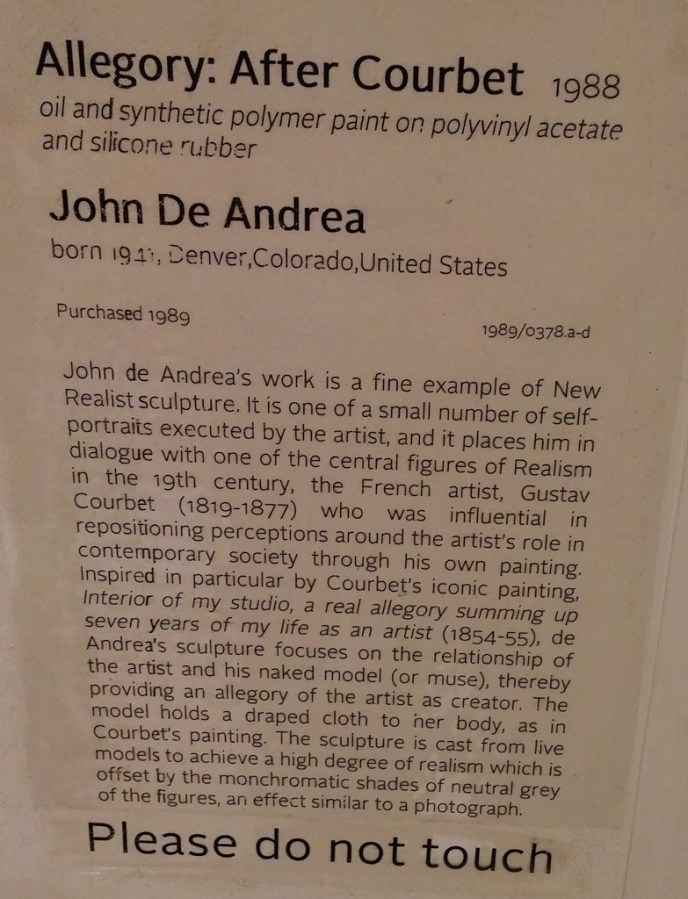 Allegory: After Courbet 1988
oil and synthetic polymer paint on polyvinyl acetate
and silicone rubber
John De Andrea
born Denver,Colorado,United States
Purchased 1989 1989/0378.a-d
John de Andrea's work is a fine example of New
Realist sculpture. It is one of a small number of self-
portraits executed by the artist, and it places him in
dialogue with one of the central figures of Realism
in the 19th century, the French artist, Gustav
Courbet (1819-1877) who was influential in
repositioning perceptions around the artist's role in
contemporary society through his own painting.
Inspired in particular by Courbet's iconic painting,
Interior of my studio, a real allegory summing up
seven years of my life as an artist (1854-55), de
Andrea's sculpture focuses on the relationship of
the artist and his naked model (or muse), thereby
providing an allegory of the artist as creator. The
model holds a draped cloth to her body, as in
Courbet's painting. The sculpture is cast from live
models to achieve a high degree of realism which is
offset by the monchromatic shades of neutral grey
of the figures, an effect similar to a photograph.
Please do not touch